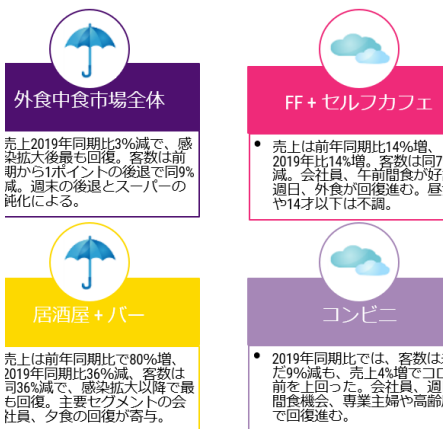 外食中食市場全体
売上2019年同期比3%減で、感
染拡大後最も回復。客数は前
期から1ポイントの後退で同9%
減。週末の後退とスーパーの
鈍化による。
FF + セルフカフェ
• 売上は前年同期比14%増、
2019年比14%増。客数は同7
減。会社員、午前間食が好
週日、外食が回復進む。昼
や14才以下は不調。
居酒屋 + バー
売上は前年同期比で80%増、
2019年同期比36%減、客数は
同36%減で、感染拡大以降で最
も回復。主要セグメントの会
社員、夕食の回復が寄与。
コンビニ
• 2019年同期比では、客数は
だ9%減も、売上4%増でコロ
前を上回った。会社員、週
間食機会、専業主婦や高齢
で回復進む。